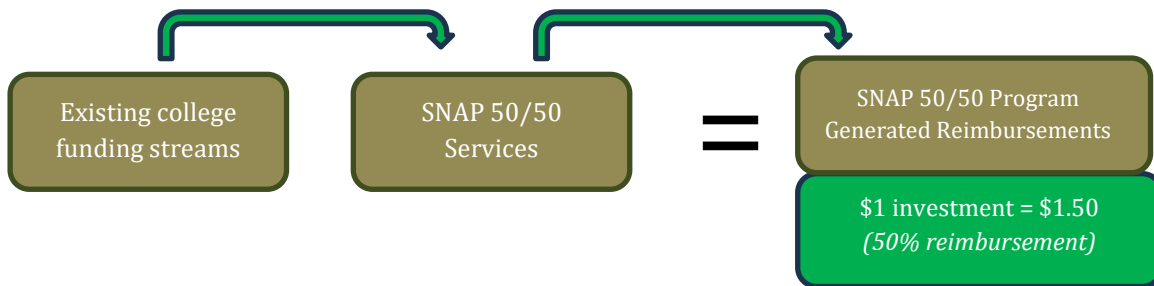 Existing college
funding streams
SNAP 50/50
Services
=
SNAP 50/50 Program
Generated Reimbursements
$1 investment = $1.50
(50% reimbursement)